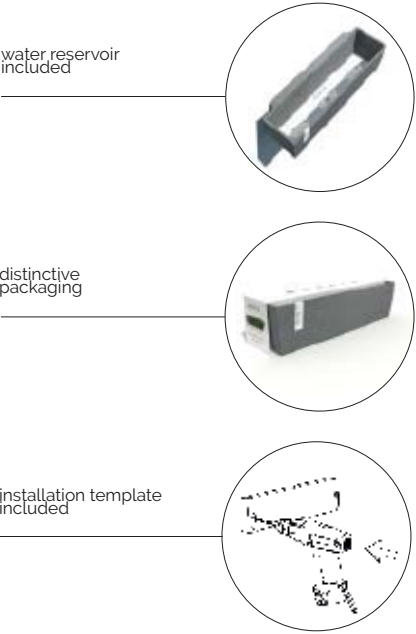 water reservoir
included
distinctive
packaging
installation template
included